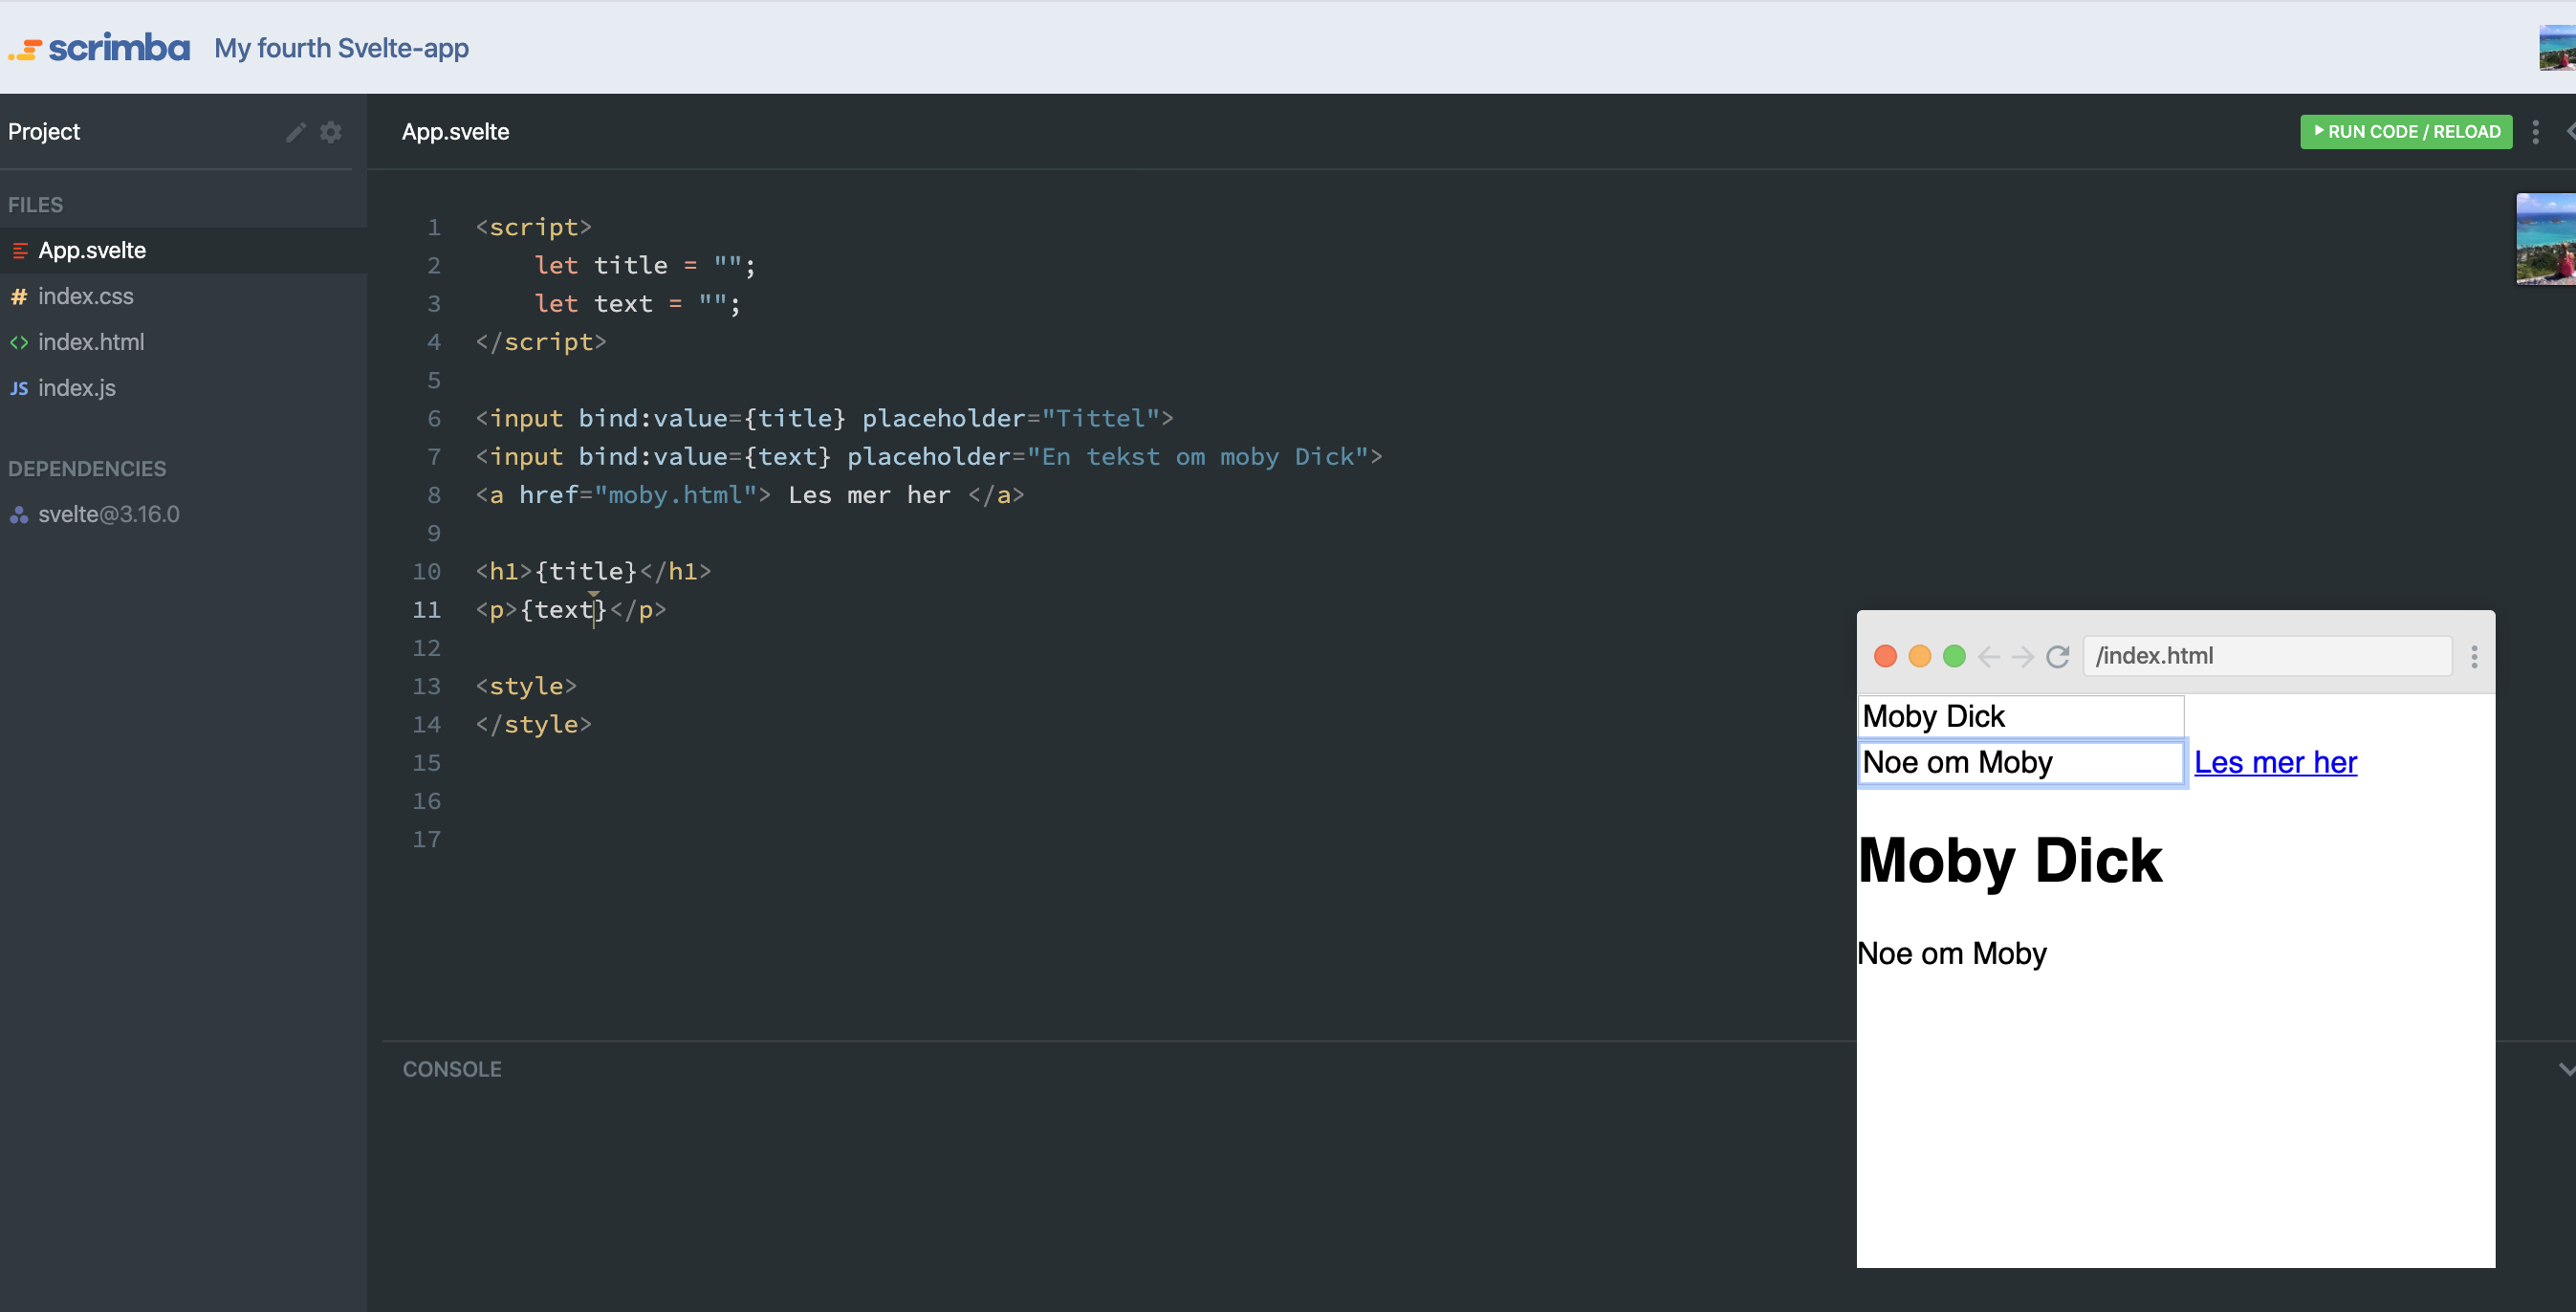 scrimba My fourth Svelte-app
Project
App.svelte
RUN CODE / RELOAD
FILES
App.svelte
# index.css
<> index.html
JS index.js
DEPENDENCIES
svelte@3.16.0
1 <script>
2 let title = "";
3 let text = "";
4 </script>
5
6 <input bind:value={title} placeholder="Tittel">
7 <input bind:value={text} placeholder="En tekst om moby Dick">
8 <a href="moby.html"> Les mer her </a>
9
10 <h1>{title}</h1>
11 <p>{text}</p>
12
13 <style>
14 </style>
15
16
17
/index.html
Moby Dick
Noe om Moby Les mer her
Moby Dick
Noe om Moby
CONSOLE